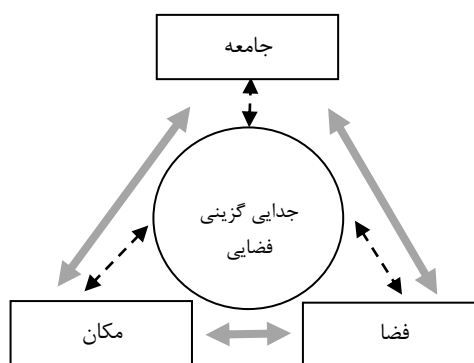 جامعه
جدایی گزینی
فضایی
فضا
مکان